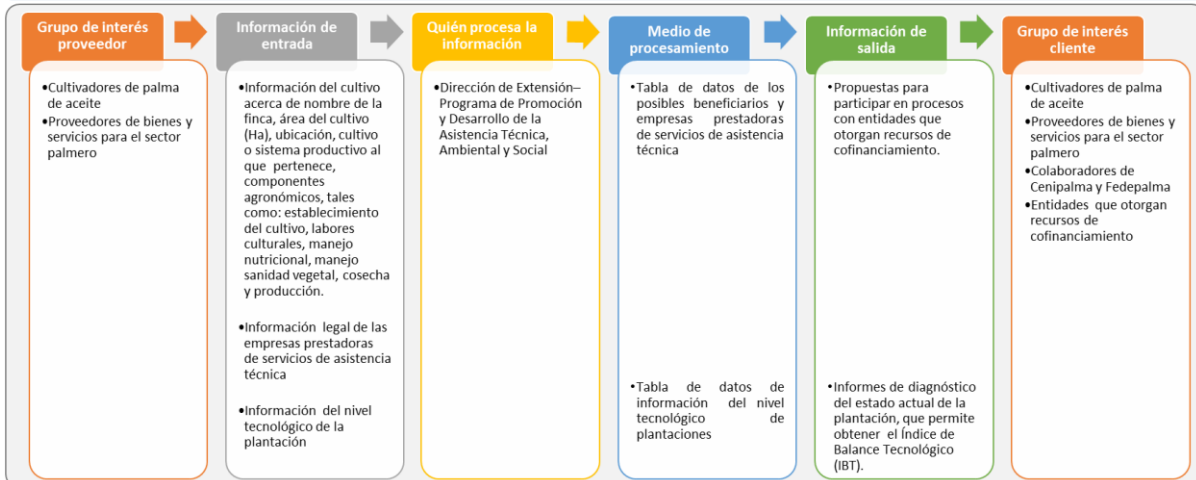 Grupo de interés
proveedor
•Cultivadores de palma
de aceite
•Proveedores de bienes y
servicios para el sector
palmero
Información de
entrada
•Información del cultivo
acerca de nombre de la
finca, área del cultivo
(Ha), ubicación, cultivo
o sistema productivo al
que pertenece,
componentes
agronómicos, tales
como: establecimiento
del cultivo, labores
culturales, manejo
nutricional, manejo
sanidad vegetal, cosecha
y producción.
•Información legal de las
empresas prestadoras
de servicios de asistencia
técnica
•Información del nivel
tecnológico de la
plantación
Quién procesa la
información
•Dirección de Extensión–
Programa de Promoción
y Desarrollo de la
Asistencia Técnica,
Ambiental y Social
Medio de
procesamiento
•Tabla de datos de los
posibles beneficiarios y
empresas prestadoras
de servicios de asistencia
técnica
•Tabla de datos de
información del nivel
tecnológico de
plantaciones
Información de
salida
•Propuestas para
participar en procesos
con entidades que
otorgan recursos de
cofinanciamiento.
•Informes de diagnóstico
del estado actual de la
plantación, que permite
obtener el Índice de
Balance Tecnológico
(IBT).
Grupo de interés
cliente
•Cultivadores de palma
de aceite
•Proveedores de bienes y
servicios para el sector
palmero
•Colaboradores de
Cenipalma y Fedepalma
•Entidades que otorgan
recursos de
cofinanciamiento